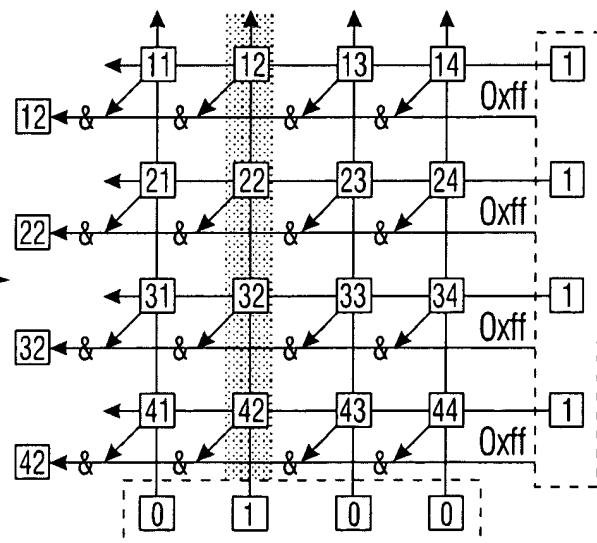 11 12 13 14 1
0xff
12 & & & &
21 22 23 24 1
0xff
22 & & & &
31 32 33 34 1
0xff
32 & & & &
41 42 43 44 1
0xff
42 & & & &
0 1 0 0